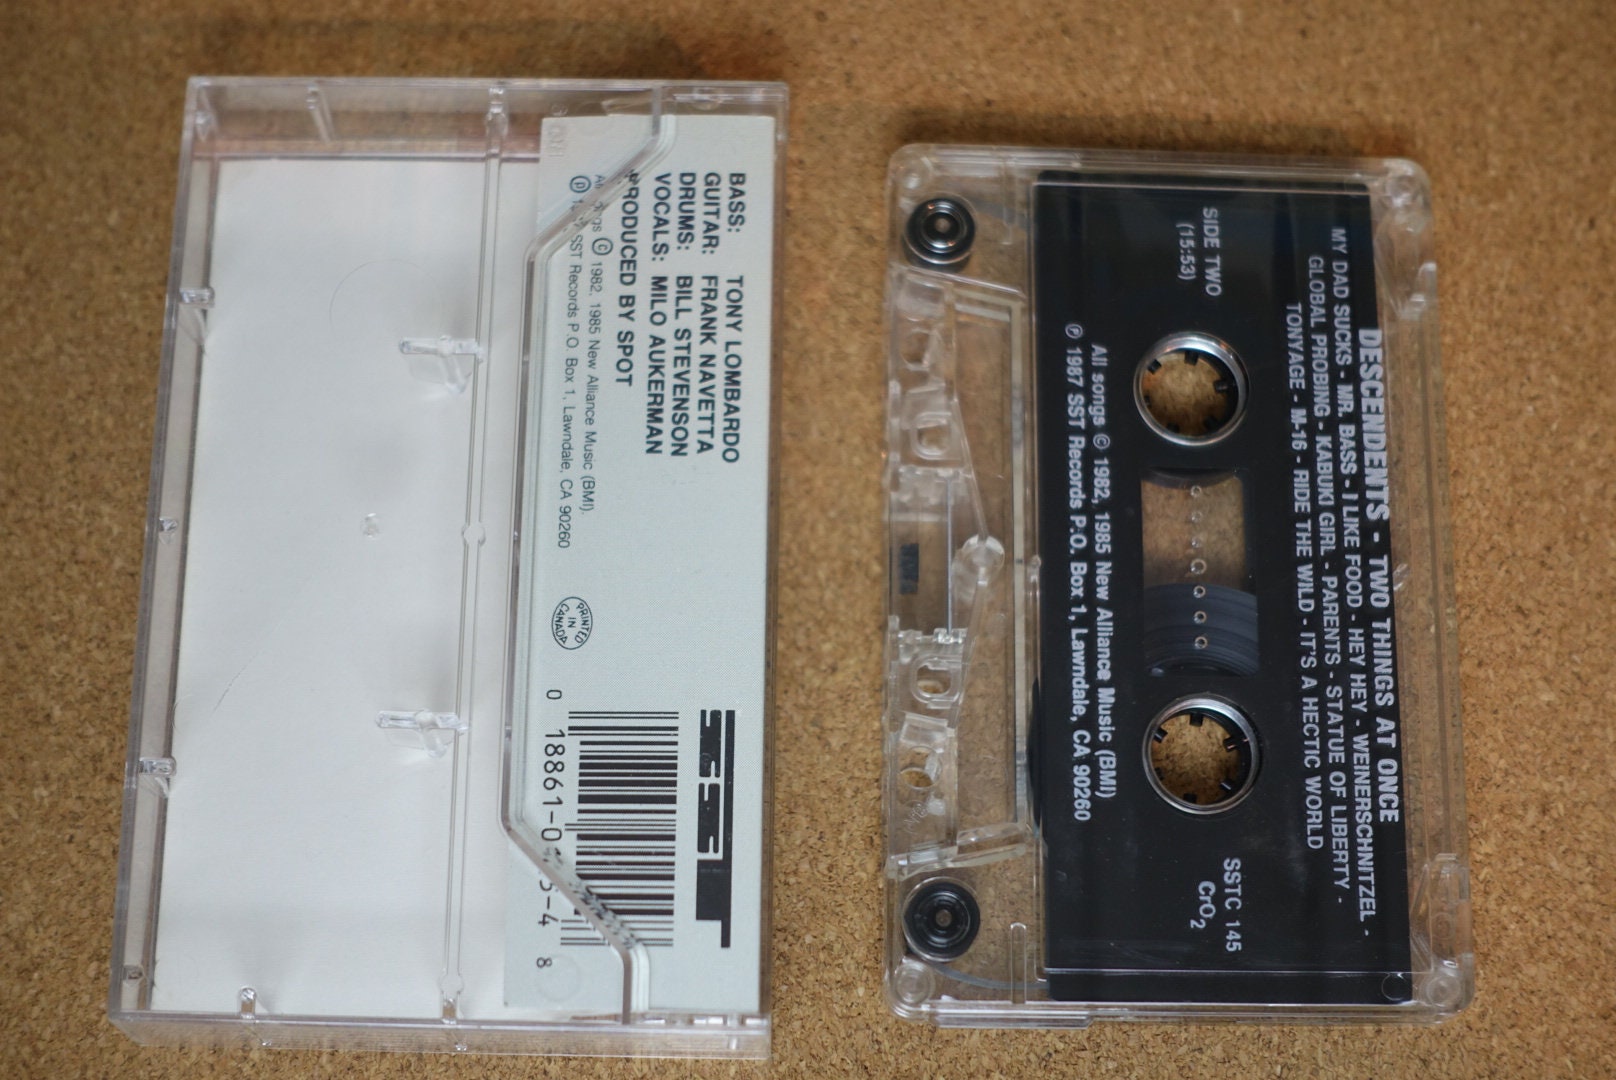 BASS: TONY LOMBARDO
GUITAR: FRANK NAVETTA
DRUMS: BILL STEVENSON
VOCALS: MILO AUKERMAN
PRODUCED BY SPOT
© 1982, 1985 New Alliance Music (BMI).
SST Records P.O. Box 1, Lawndale, CA 90260
PRINTED
IN
CANADA
SST
0 18861-0 5-4 8
DESCENDENTS - TWO THINGS AT ONCE
MY DAD SUCKS - MR. BASS - I LIKE FOOD - HEY HEY - WEINERSCHNITZEL -
GLOBAL PROBING - KABUKI GIRL - PARENTS - STATUE OF LIBERTY -
TONYAGE - M-16 - RIDE THE WILD - IT'S A HECTIC WORLD
SIDE TWO
(15:53)
SSTC 145
CrO2
All songs © 1982, 1985 New Alliance Music (BMI)
℗ 1987 SST Records P.O. Box 1, Lawndale, CA 90260